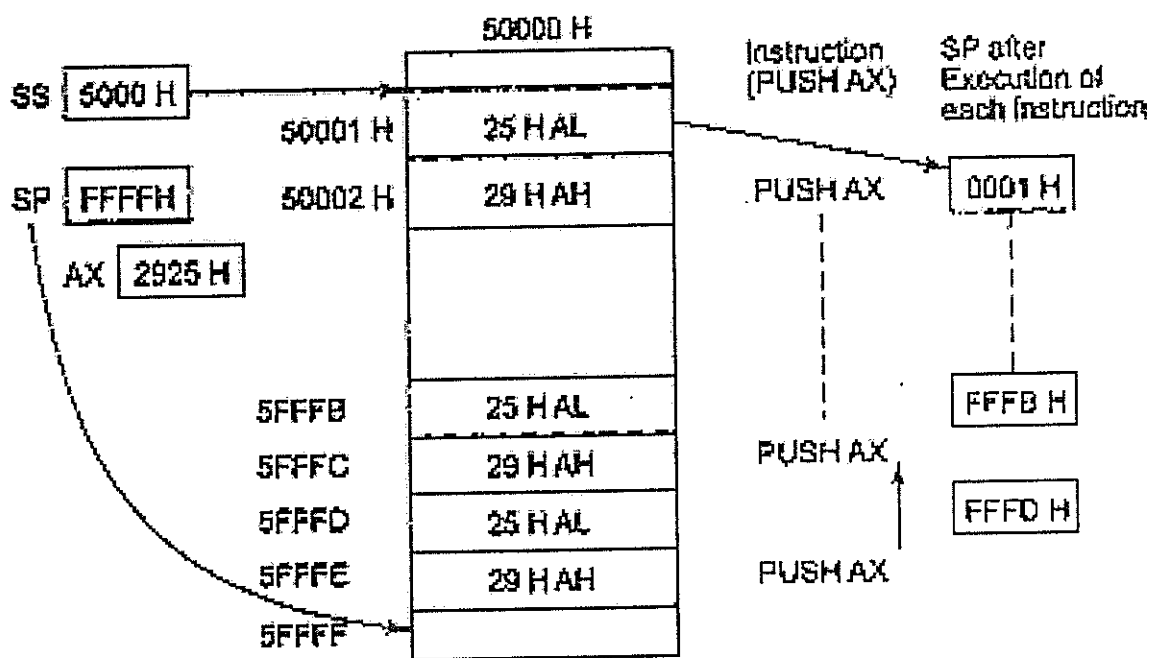 50000 H
Instruction
(PUSH AX)
SP after
Execution of
each Instruction
SS 5000 H
50001 H 25 H AL
0001 H
SP FFFFH
50002 H 29 H AH
PUSH AX
AX 2925 H
5FFFB 25 H AL
FFFB H
5FFFC 29 H AH
PUSH AX
5FFFD 25 H AL
FFFD H
5FFFE 29 H AH
PUSH AX
5FFFF